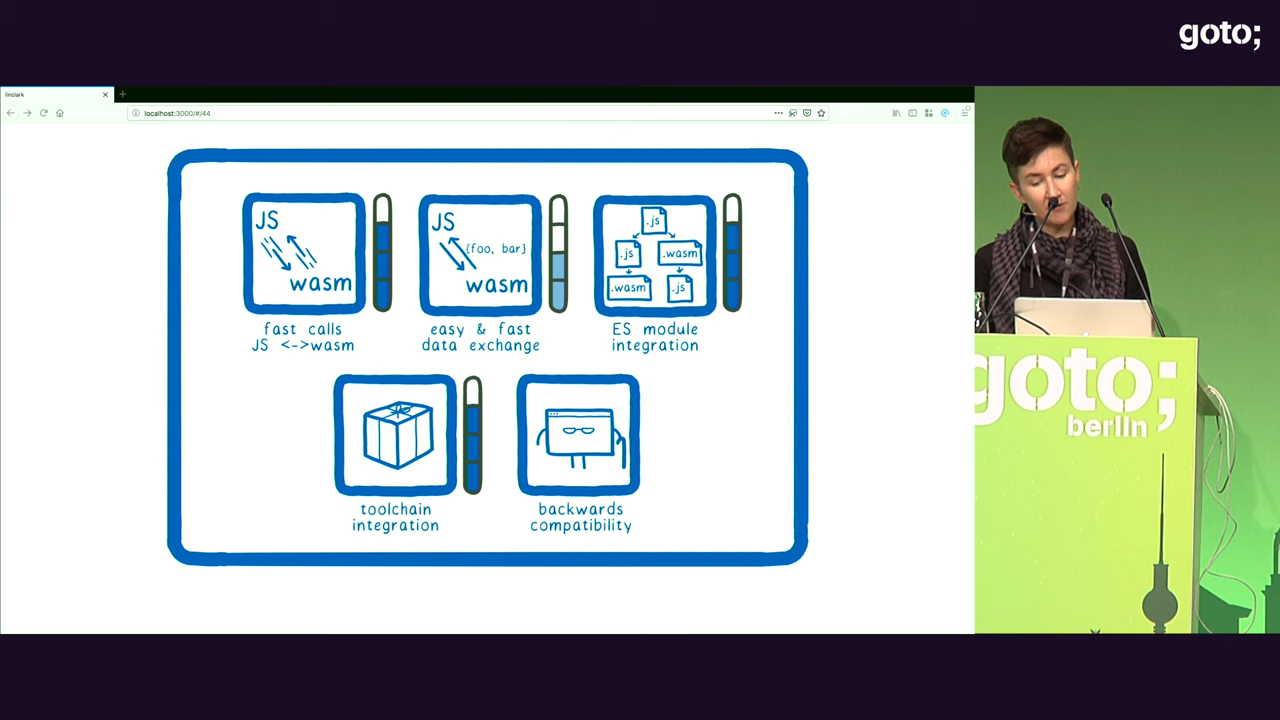 goto;
linclark
localhost:3000/#/44
JS
wasm
fast calls
JS <->wasm
JS
{foo, bar}
wasm
easy & fast
data exchange
.js
.js
.wasm
.wasm
.js
ES module
integration
toolchain
integration
backwards
compatibility
goto;
berlin